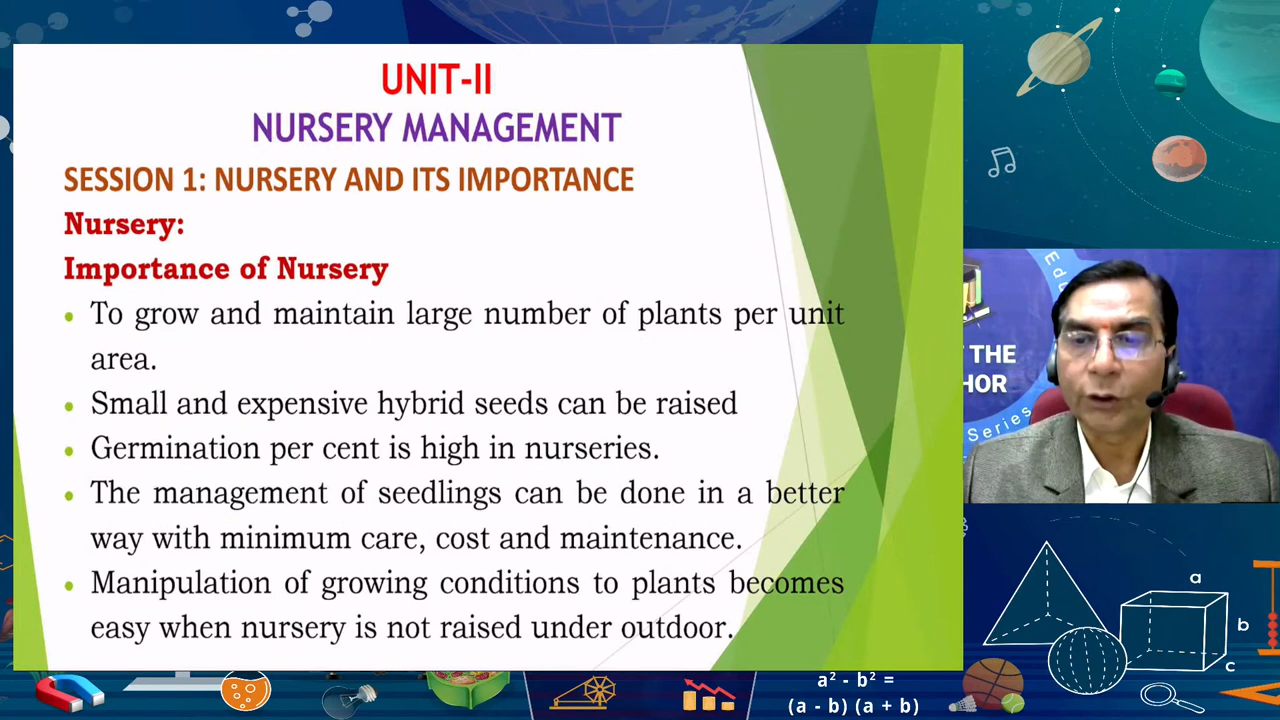 UNIT-II
NURSERY MANAGEMENT
SESSION 1: NURSERY AND ITS IMPORTANCE
Nursery:
Importance of Nursery
• To grow and maintain large number of plants per unit
area.
• Small and expensive hybrid seeds can be raised
• Germination per cent is high in nurseries.
• The management of seedlings can be done in a better
way with minimum care, cost and maintenance.
• Manipulation of growing conditions to plants becomes
easy when nursery is not raised under outdoor.
THE
HOR
Series
a
b
c
a² - b² =
(a - b) (a + b)